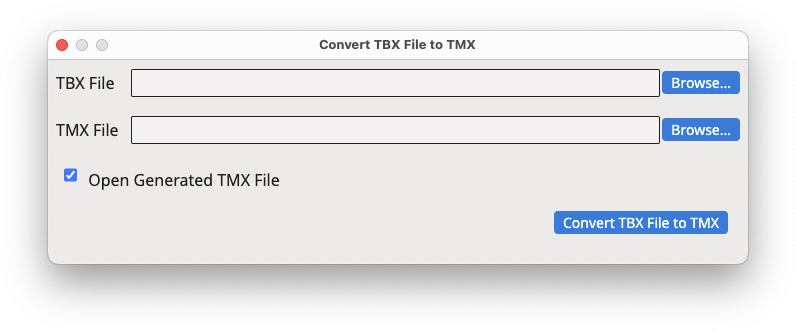 Convert TBX File to TMX
TBX File Browse...
TMX File Browse...
Open Generated TMX File
Convert TBX File to TMX